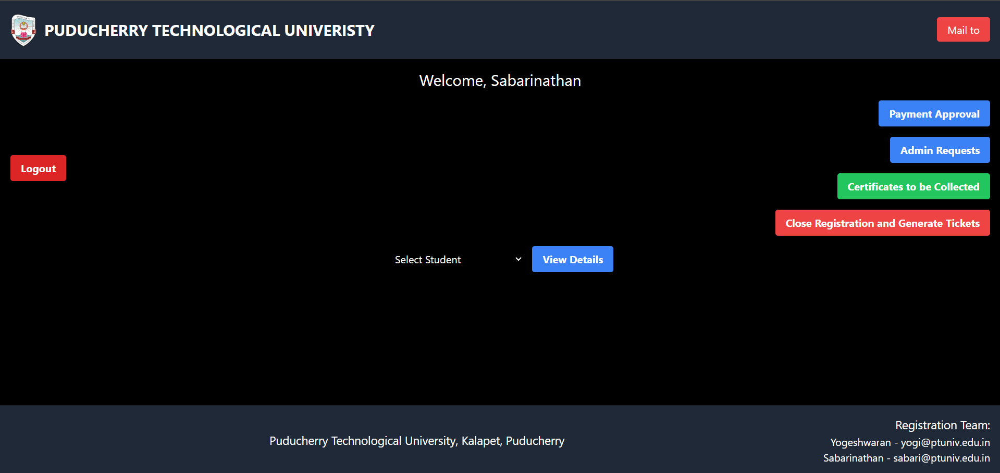 PUDUCHERRY TECHNOLOGICAL UNIVERISTY
Mail to
Welcome, Sabarinathan
Payment Approval
Admin Requests
Logout
Certificates to be Collected
Close Registration and Generate Tickets
Select Student
View Details
Puducherry Technological University, Kalapet, Puducherry
Registration Team:
Yogeshwaran - yogi@ptuniv.edu.in
Sabarinathan - sabari@ptuniv.edu.in